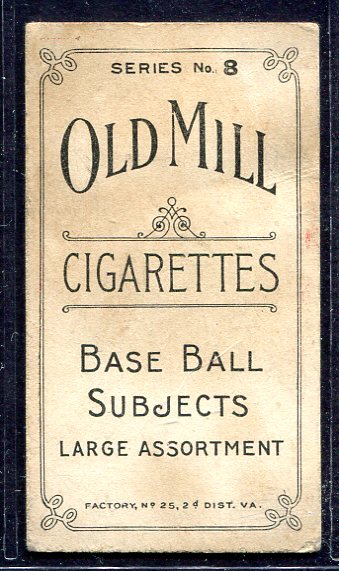 SERIES No. 8
OLD MILL
CIGARETTES
BASE BALL
SUBJECTS
LARGE ASSORTMENT
FACTORY, Nº 25, 2d DIST. VA.